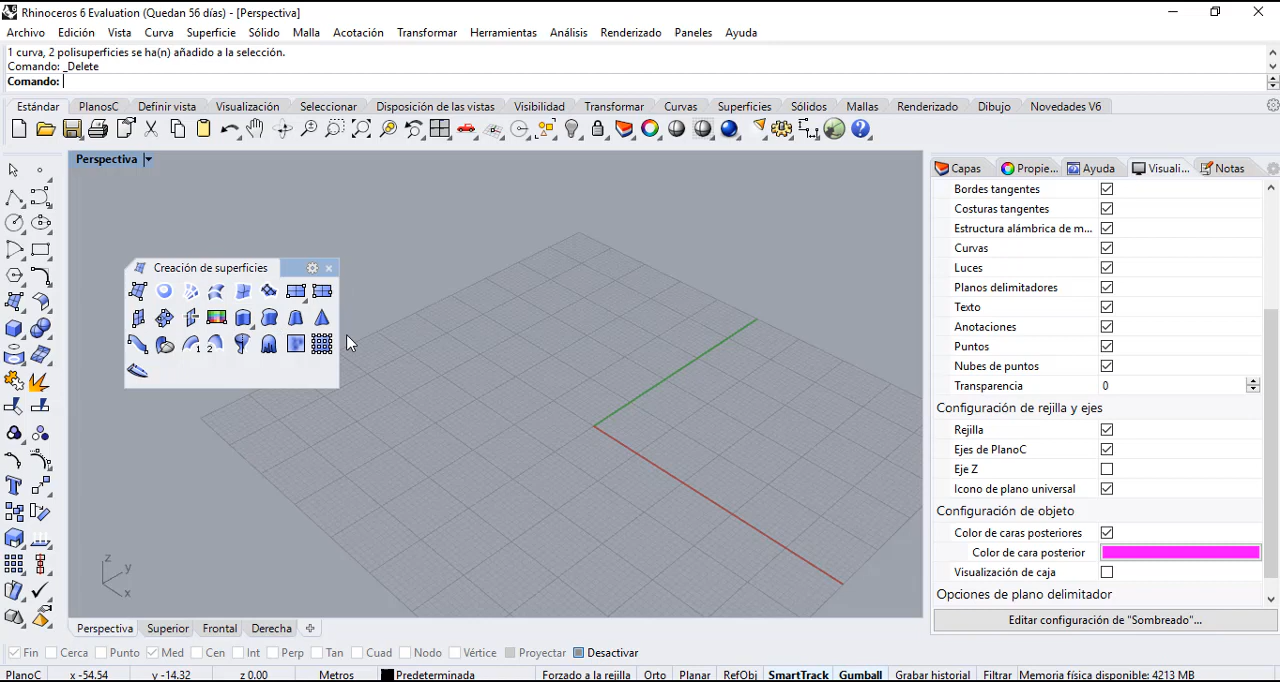 Rhinoceros 6 Evaluation (Quedan 56 días) - [Perspectiva]
Archivo Edición Vista Curva Superficie Sólido Malla Acotación Transformar Herramientas Análisis Renderizado Paneles Ayuda
1 curva, 2 polisuperficies se ha(n) añadido a la selección.
Comando: _Delete
Comando:
Estándar PlanosC Definir vista Visualización Seleccionar Disposición de las vistas Visibilidad Transformar Curvas Superficies Sólidos Mallas Renderizado Dibujo Novedades V6
Perspectiva
Capas Propie... Ayuda Visuali... Notas
Bordes tangentes
Costuras tangentes
Estructura alámbrica de m...
Curvas
Luces
Planos delimitadores
Texto
Anotaciones
Puntos
Nubes de puntos
Transparencia 0
Configuración de rejilla y ejes
Rejilla
Ejes de PlanoC
Eje Z
Icono de plano universal
Configuración de objeto
Color de caras posteriores
Color de cara posterior
Visualización de caja
Opciones de plano delimitador
Editar configuración de "Sombreado"...
Creación de superficies
1 2
z
y
x
Perspectiva Superior Frontal Derecha
Fin Cerca Punto Med Cen Int Perp Tan Cuad Nodo Vértice Proyectar Desactivar
PlanoC x -54.54 y -14.32 z 0.00 Metros Predeterminada Forzado a la rejilla Orto Planar RefObj SmartTrack Gumball Grabar historial Filtrar Memoria física disponible: 4213 MB